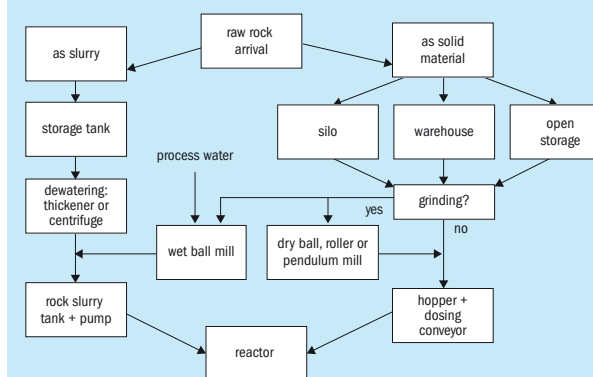 raw rock
arrival
as slurry
as solid
material
storage tank
silo
warehouse
open
storage
process water
dewatering:
thickener or
centrifuge
grinding?
yes
no
wet ball mill
dry ball, roller or
pendulum mill
rock slurry
tank + pump
hopper +
dosing
conveyor
reactor